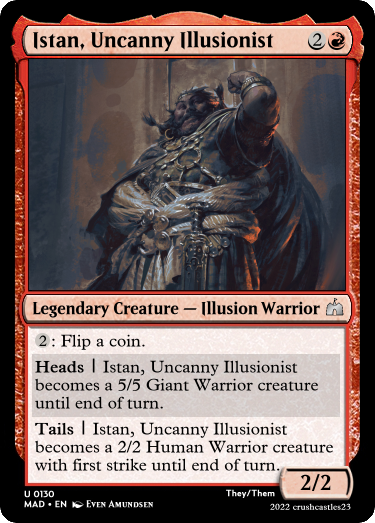 Istan, Uncanny Illusionist 2
Legendary Creature — Illusion Warrior
2: Flip a coin.
Heads | Istan, Uncanny Illusionist
becomes a 5/5 Giant Warrior creature
until end of turn.
Tails | Istan, Uncanny Illusionist
becomes a 2/2 Human Warrior creature
with first strike until end of turn.
2/2
U 0130
They/Them
MAD • EN Even Amundsen
2022 crushcastles23